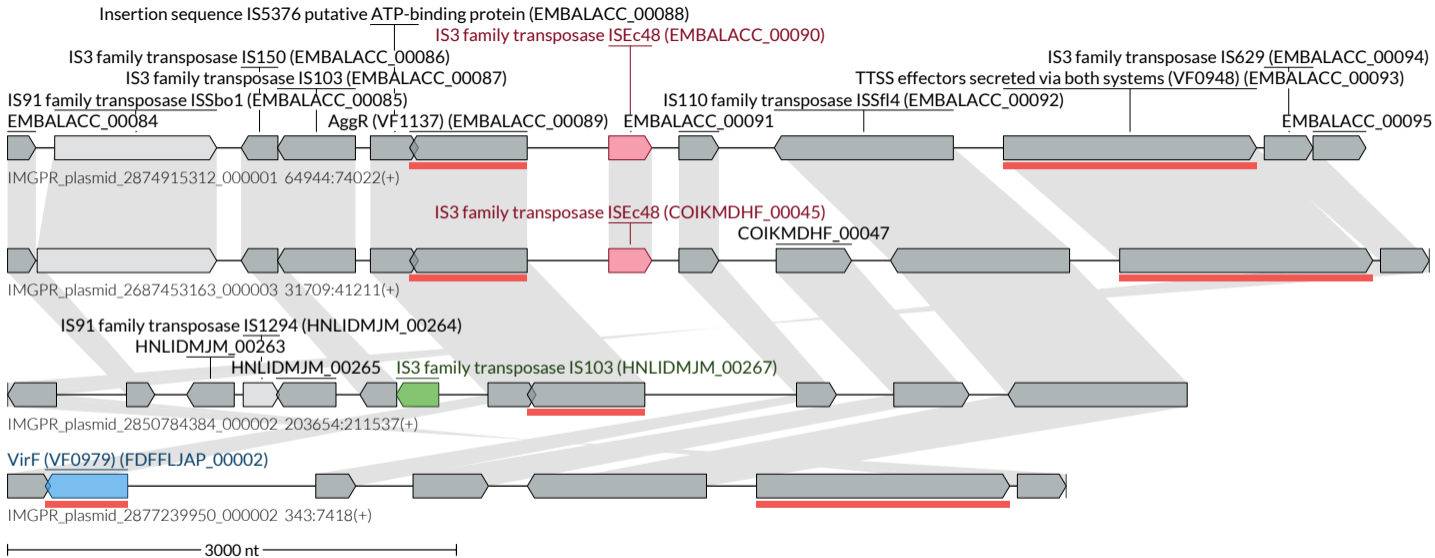 Insertion sequence IS5376 putative ATP-binding protein (EMBALACC_00088)
IS3 family transposase ISEc48 (EMBALACC_00090)
IS3 family transposase IS150 (EMBALACC_00086)
IS3 family transposase IS629 (EMBALACC_00094)
IS3 family transposase IS103 (EMBALACC_00087)
TTSS effectors secreted via both systems (VF0948) (EMBALACC_00093)
IS91 family transposase ISSbo1 (EMBALACC_00085)
IS110 family transposase ISSfl4 (EMBALACC_00092)
EMBALACC_00084
AggR (VF1137) (EMBALACC_00089)
EMBALACC_00091
EMBALACC_00095
IMGPR_plasmid_2874915312_000001 64944:74022(+)
IS3 family transposase ISEc48 (COIKMDHF_00045)
COIKMDHF_00047
IMGPR_plasmid_2687453163_000003 31709:41211(+)
IS91 family transposase IS1294 (HNLIDMJM_00264)
HNLIDMJM_00263
HNLIDMJM_00265
IS3 family transposase IS103 (HNLIDMJM_00267)
IMGPR_plasmid_2850784384_000002 203654:211537(+)
VirF (VF0979) (FDFFLJAP_00002)
IMGPR_plasmid_2877239950_000002 343:7418(+)
3000 nt